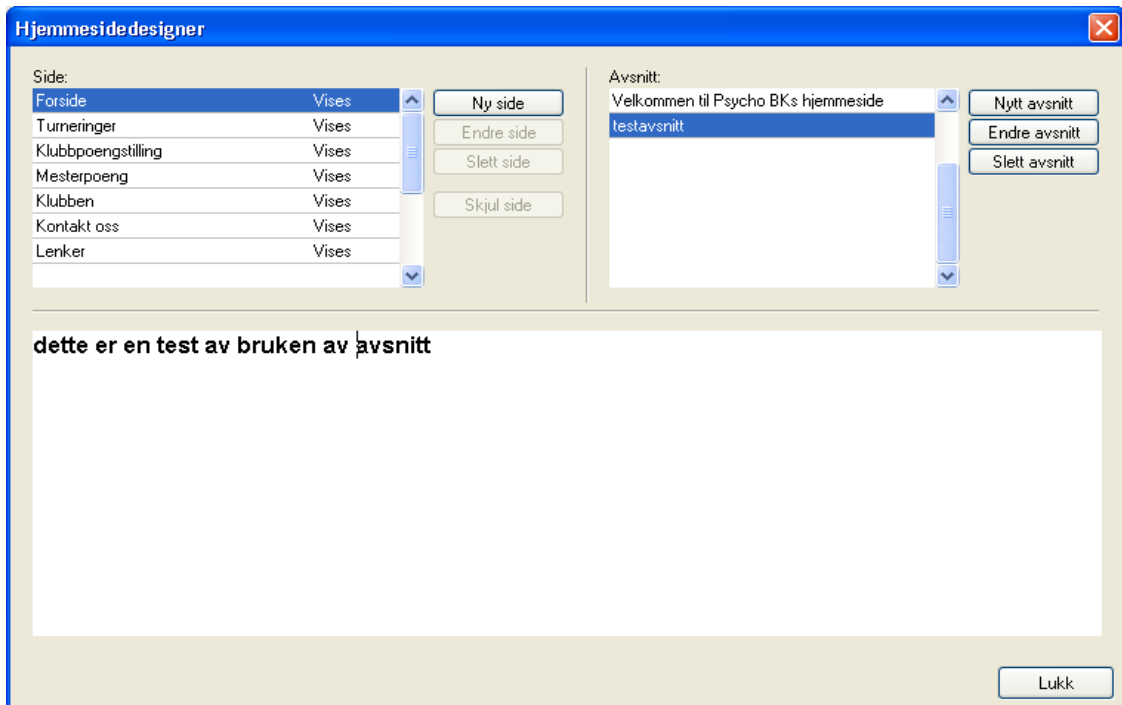 Hjemmesidedesigner
Side:
Forside Vises
Turneringer Vises
Klubbpoengstilling Vises
Mesterpoeng Vises
Klubben Vises
Kontakt oss Vises
Lenker Vises
Ny side
Endre side
Slett side
Skjul side
Avsnitt:
Velkommen til Psycho BKs hjemmeside
testavsnitt
Nytt avsnitt
Endre avsnitt
Slett avsnitt
dette er en test av bruken av avsnitt
Lukk